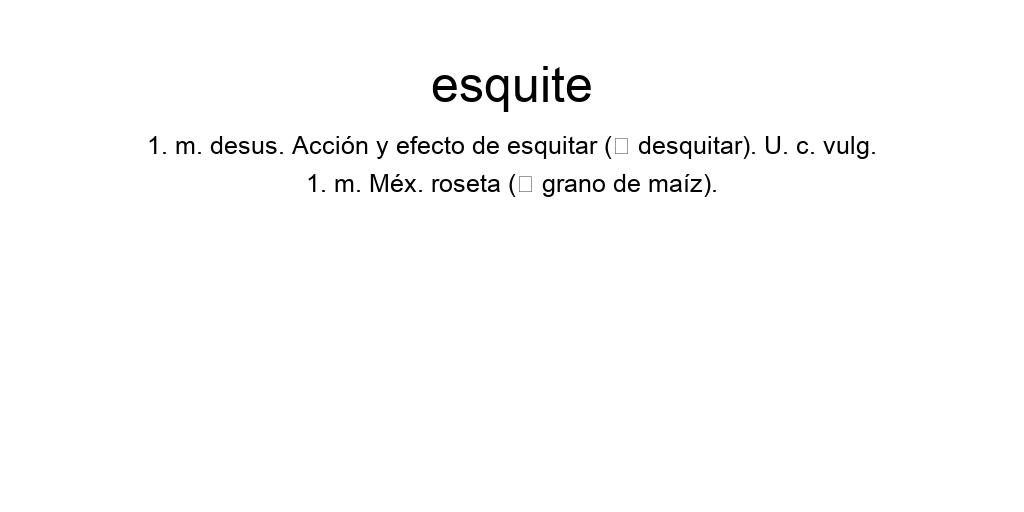 esquite
1. m. desus. Acción y efecto de esquitar (▯ desquitar). U. c. vulg.
1. m. Méx. roseta (▯ grano de maíz).